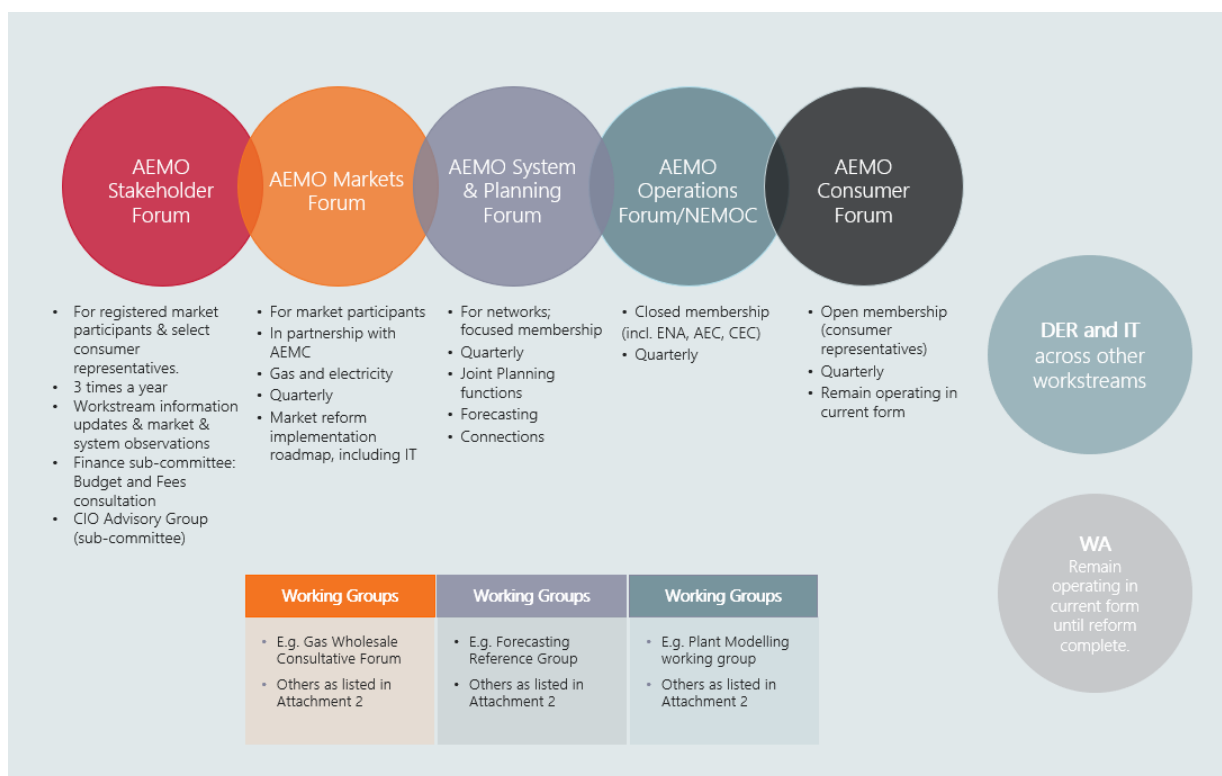 AEMO
Stakeholder
Forum
AEMO Markets
Forum
AEMO System
& Planning
Forum
AEMO
Operations
Forum/NEMOC
AEMO
Consumer
Forum
• For registered market
participants & select
consumer
representatives.
• 3 times a year
• Workstream information
updates & market &
system observations
• Finance sub-committee:
Budget and Fees
consultation
• CIO Advisory Group
(sub-committee)
• For market participants
• In partnership with
AEMC
• Gas and electricity
• Quarterly
• Market reform
implementation
roadmap, including IT
• For networks;
focused membership
• Quarterly
• Joint Planning
functions
• Forecasting
• Connections
• Closed membership
(incl. ENA, AEC, CEC)
• Quarterly
• Open membership
(consumer
representatives)
• Quarterly
• Remain operating in
current form
DER and IT
across other
workstreams
WA
Remain
operating in
current form
until reform
complete.
Working Groups
• E.g. Gas Wholesale
Consultative Forum
• Others as listed in
Attachment 2
Working Groups
• E.g. Forecasting
Reference Group
• Others as listed in
Attachment 2
Working Groups
• E.g. Plant Modelling
working group
• Others as listed in
Attachment 2